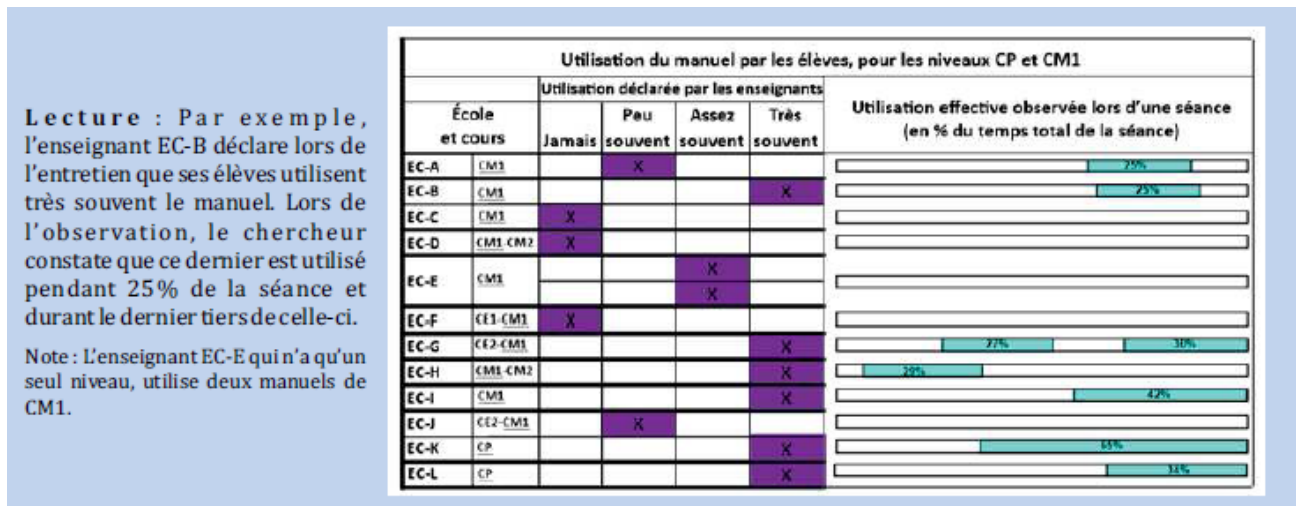 Lecture : Par exemple,
l'enseignant EC-B déclare lors de
l'entretien que ses élèves utilisent
très souvent le manuel. Lors de
l'observation, le chercheur
constate que ce dernier est utilisé
pendant 25% de la séance et
durant le dernier tiers de celle-ci.
Note : L'enseignant EC-E qui n'a qu'un
seul niveau, utilise deux manuels de
CM1.
Utilisation du manuel par les élèves, pour les niveaux CP et CM1
Utilisation déclarée par les enseignants
École
et cours
Jamais
Peu
souvent
Assez
souvent
Très
souvent
Utilisation effective observée lors d'une séance
(en % du temps total de la séance)
EC-A CM1 X 25%
EC-B CM1 X 25%
EC-C CM1 X
EC-D CM1-CM2 X
EC-E CM1 X
X
EC-F CE1-CM1 X
EC-G CE2-CM1 X 27% 30%
EC-H CM1-CM2 X 29%
EC-I CM1 X 42%
EC-J CE2-CM1 X
EC-K CP X 65%
EC-L CP X